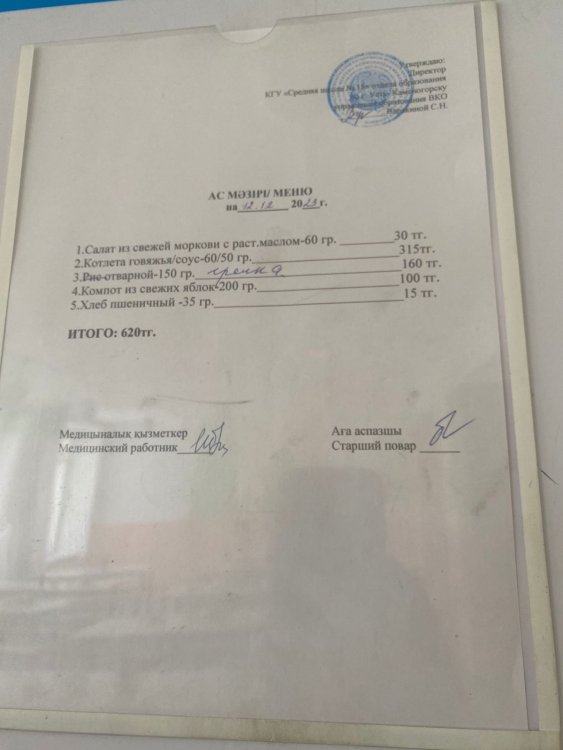 Утверждаю:
Директор
КГУ «Средняя школа № 15» отдела образования
по г. Усть- Каменогорску
управления образования ВКО
С.Н.
АС МӘЗІРІ/ МЕНЮ
на 12.12 2023г.
1.Салат из свежей моркови с раст.маслом-60 гр. 30 тг.
2.Котлета говяжья/соус-60/50 гр. 315тг.
3.Рис отварной-150 гр. гречка 160 тг.
4.Компот из свежих яблок-200 гр. 100 тг.
5.Хлеб пшеничный -35 гр. 15 тг.
ИТОГО: 620тг.
Медициналық қызметкер
Медицинский работник
Аға аспазшы
Старший повар